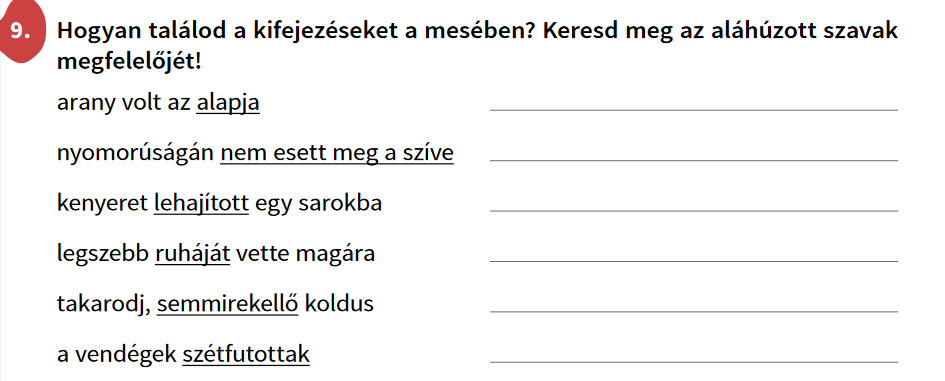 9. Hogyan találod a kifejezéseket a mesében? Keresd meg az aláhúzott szavak
megfelelőjét!
arany volt az alapja
nyomorúságán nem esett meg a szíve
kenyeret lehajított egy sarokba
legszebb ruháját vette magára
takarodj, semmirekellő koldus
a vendégek szétfutottak